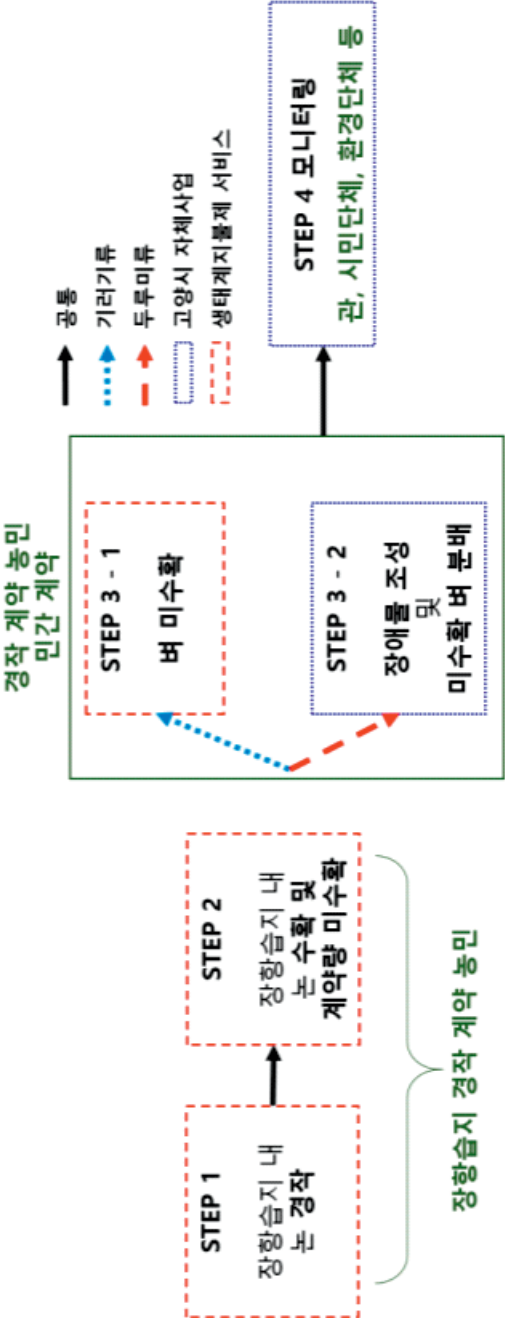 STEP 1
장항습지 내
논 경작
STEP 2
장항습지 내
논 수확 및
계약량 미수확
장항습지 경작 계약 농민
경작 계약 농민
민간 계약
STEP 3 - 1
벼 미수확
STEP 3 - 2
장애물 조성
및
미수확 벼 분배
공통
기러기류
두루미류
고양시 자체사업
생태계지불제 서비스
STEP 4 모니터링
관, 시민단체, 환경단체 등